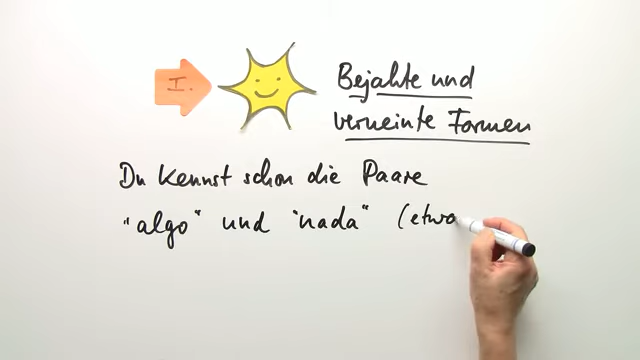 I.
Bejahte und
verneinte Formen
Du kennst schon die Paare
"algo" und "nada" (etwa